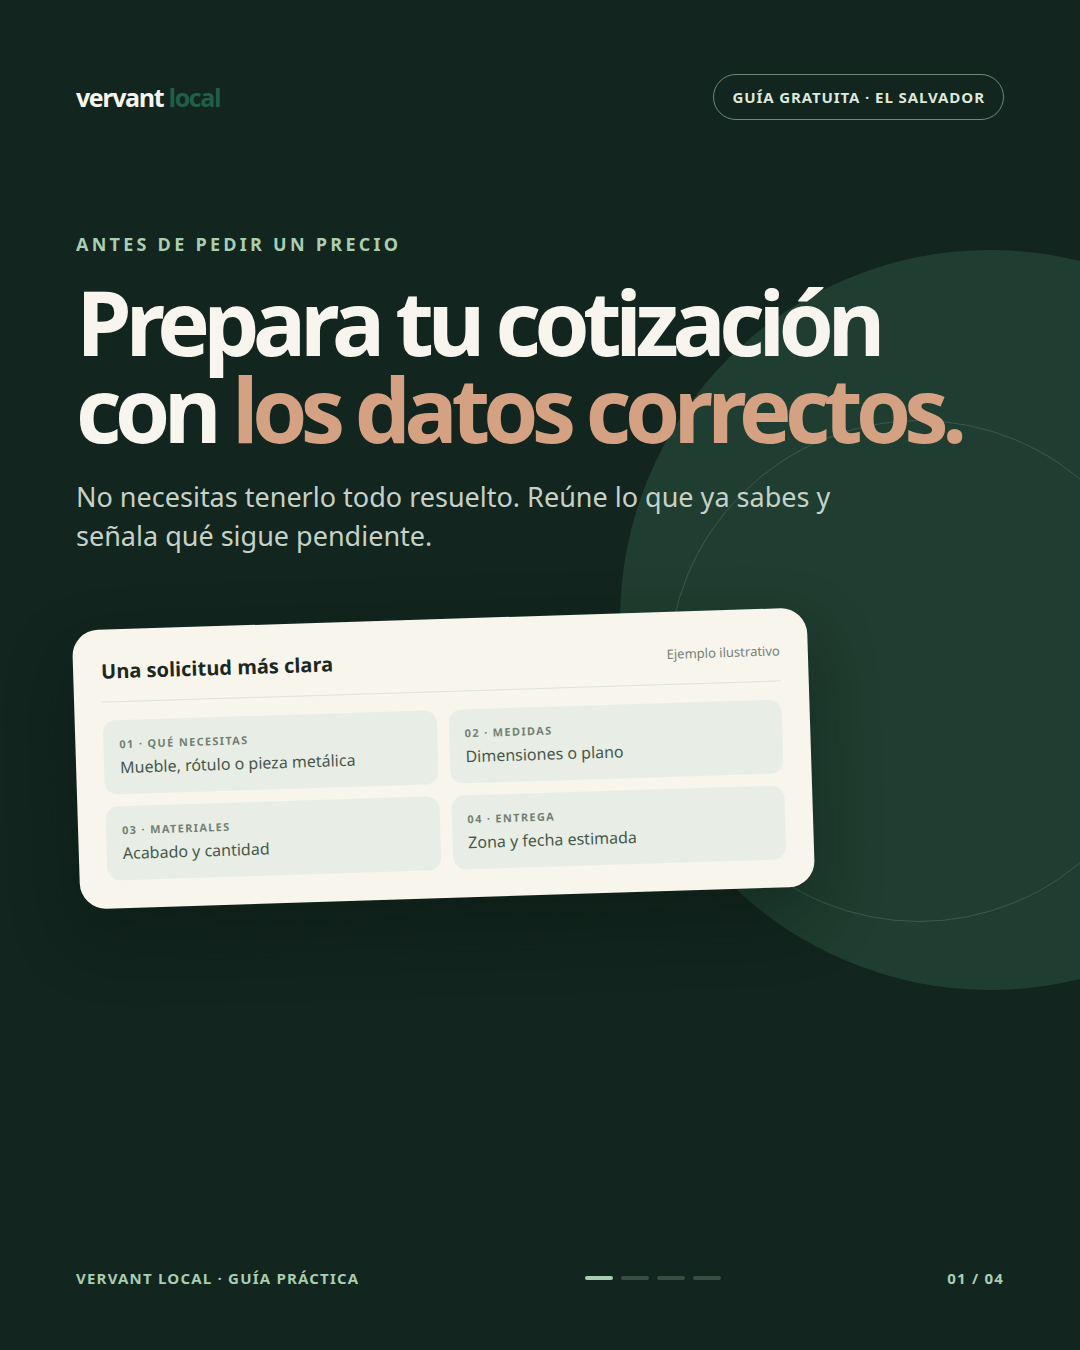 vervant local
GUÍA GRATUITA · EL SALVADOR
ANTES DE PEDIR UN PRECIO
Prepara tu cotización
con los datos correctos.
No necesitas tenerlo todo resuelto. Reúne lo que ya sabes y
señala qué sigue pendiente.
Una solicitud más clara
Ejemplo ilustrativo
01 · QUÉ NECESITAS
Mueble, rótulo o pieza metálica
02 · MEDIDAS
Dimensiones o plano
03 · MATERIALES
Acabado y cantidad
04 · ENTREGA
Zona y fecha estimada
VERVANT LOCAL · GUÍA PRÁCTICA
01 / 04